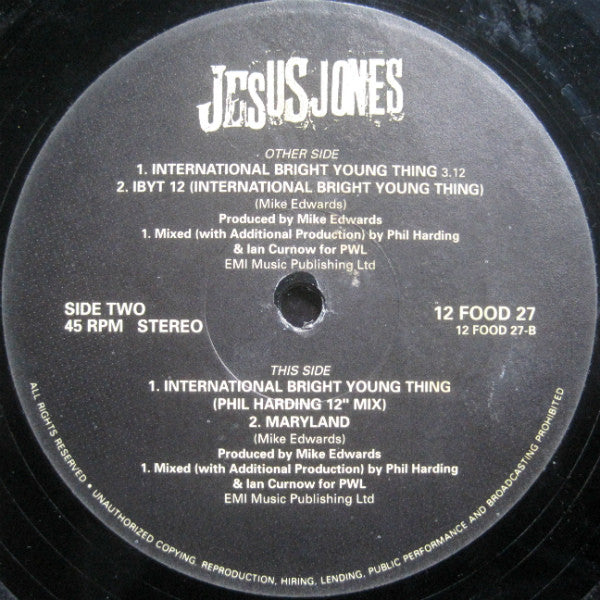 JESUS JONES
OTHER SIDE
1. INTERNATIONAL BRIGHT YOUNG THING 3.12
2. IBYT 12 (INTERNATIONAL BRIGHT YOUNG THING)
(Mike Edwards)
Produced by Mike Edwards
1. Mixed (with Additional Production) by Phil Harding
& Ian Curnow for PWL
EMI Music Publishing Ltd
SIDE TWO
45 RPM STEREO
12 FOOD 27
12 FOOD 27-B
THIS SIDE
1. INTERNATIONAL BRIGHT YOUNG THING
(PHIL HARDING 12" MIX)
2. MARYLAND
(Mike Edwards)
Produced by Mike Edwards
1. Mixed (with Additional Production) by Phil Harding
& Ian Curnow for PWL
EMI Music Publishing Ltd
ALL RIGHTS RESERVED • UNAUTHORIZED COPYING, REPRODUCTION, HIRING, LENDING, PUBLIC PERFORMANCE AND BROADCASTING PROHIBITED